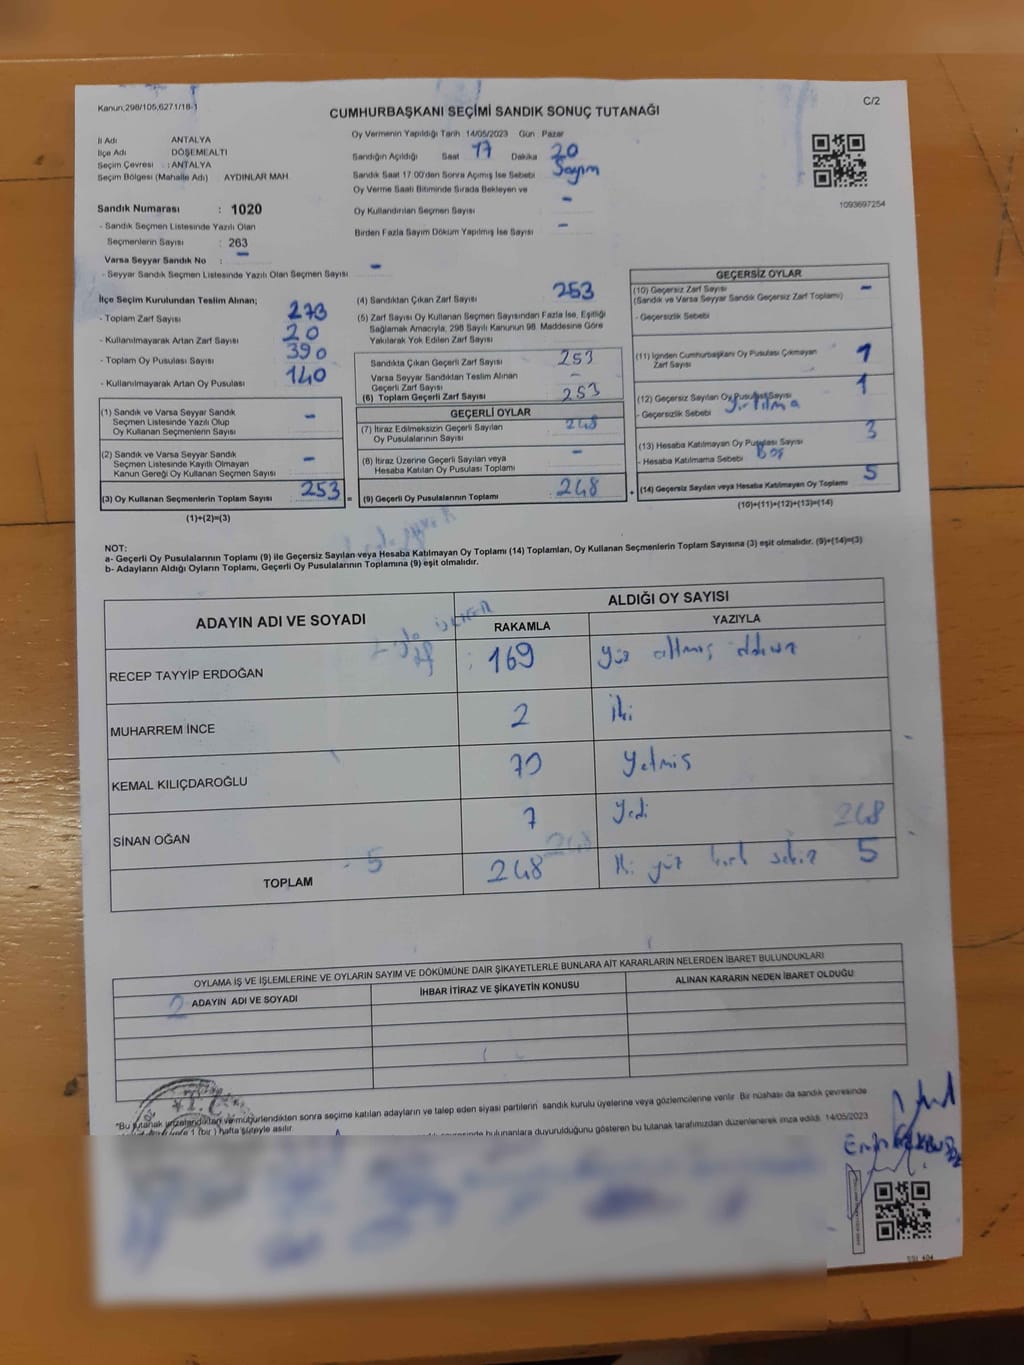 Kanun:298/105,627.1/18-1
C/2
CUMHURBAŞKANI SEÇİMİ SANDIK SONUÇ TUTANAĞI
İl Adı ANTALYA
İlçe Adı DÖŞEMEALTI
Seçim Çevresi : ANTALYA
Seçim Bölgesi (Mahalle Adı) AYDINLAR MAH.
Sandık Numarası : 1020
- Sandık Seçmen Listesinde Yazılı Olan
Seçmenlerin Sayısı : 263
Varsa Seyyar Sandık No : -
- Seyyar Sandık Seçmen Listesinde Yazılı Olan Seçmen Sayısı -
Oy Vermenin Yapıldığı Tarih 14/05/2023 Gün Pazar
Sandığın Açıldığı Saat 17 Dakika 20
Sandık Saat 17:00'den Sonra Açımış İse Sebebi Sayım
Oy Verme Saati Bitiminde Sırada Bekleyen ve
Oy Kullandırılan Seçmen Sayısı -
Birden Fazla Sayım Döküm Yapılmış İse Sayısı -
1093697254
İlçe Seçim Kurulundan Teslim Alınan;
- Toplam Zarf Sayısı 273
- Kullanılmayarak Artan Zarf Sayısı 20
- Toplam Oy Pusulası Sayısı 390
- Kullanılmayarak Artan Oy Pusulası 140
(1) Sandık ve Varsa Seyyar Sandık
Seçmen Listesinde Yazılı Olup
Oy Kullanan Seçmenlerin Sayısı -
(2) Sandık ve Varsa Seyyar Sandık
Seçmen Listesinde Kayıtlı Olmayan
Kanun Gereği Oy Kullanan Seçmen Sayısı -
(3) Oy Kullanan Seçmenlerin Toplam Sayısı 253 =
(1)+(2)=(3)
(4) Sandıktan Çıkan Zarf Sayısı 253
(5) Zarf Sayısı Oy Kullanan Seçmen Sayısından Fazla İse, Eşitliği
Sağlamak Amacıyla, 298 Sayılı Kanunun 98. Maddesine Göre
Yakılarak Yok Edilen Zarf Sayısı
Sandıkta Çıkan Geçerli Zarf Sayısı 253
Varsa Seyyar Sandıktan Teslim Alınan
Geçerli Zarf Sayısı -
(6) Toplam Geçerli Zarf Sayısı 253
GEÇERLİ OYLAR
(7) İtiraz Edilmeksizin Geçerli Sayılan
Oy Pusulalarının Sayısı 248
(8) İtiraz Üzerine Geçerli Sayılan veya
Hesaba Katılan Oy Pusulası Toplamı -
(9) Geçerli Oy Pusulalarının Toplamı 248 +
GEÇERSİZ OYLAR
(10) Geçersiz Zarf Sayısı -
(Sandık ve Varsa Seyyar Sandık Geçersiz Zarf Toplamı)
- Geçersizlik Sebebi
(11) İçinden Cumhurbaşkanı Oy Pusulası Çıkmayan
Zarf Sayısı 1
(12) Geçersiz Sayılan Oy Pusulası Sayısı 1
- Geçersizlik Sebebi Yırtılma
(13) Hesaba Katılmayan Oy Pusulası Sayısı 3
- Hesaba Katılmama Sebebi Boş
(14) Geçersiz Sayılan veya Hesaba Katılmayan Oy Toplamı 5
(10)+(11)+(12)+(13)=(14)
NOT:
a- Geçerli Oy Pusulalarının Toplamı (9) ile Geçersiz Sayılan veya Hesaba Katılmayan Oy Toplamı (14) Toplamları, Oy Kullanan Seçmenlerin Toplam Sayısına (3) eşit olmalıdır. (9)+(14)=(3)
b- Adayların Aldığı Oyların Toplamı, Geçerli Oy Pusulalarının Toplamına (9) eşit olmalıdır.
ADAYIN ADI VE SOYADI
ALDIĞI OY SAYISI
RAKAMLA
YAZIYLA
RECEP TAYYİP ERDOĞAN 169 yüz altmış dokuz
MUHARREM İNCE 2 iki
KEMAL KILIÇDAROĞLU 70 yetmiş
SİNAN OĞAN 7 yedi 248
TOPLAM - 5 248 248 iki yüz kırk sekiz 5
OYLAMA İŞ VE İŞLEMLERİNE VE OYLARIN SAYIM VE DÖKÜMÜNE DAİR ŞİKAYETLERLE BUNLARA AİT KARARLARIN NELERDEN İBARET BULUNDUKLARI
2 ADAYIN ADI VE SOYADI
İHBAR İTİRAZ VE ŞİKAYETİN KONUSU
ALINAN KARARIN NEDEN İBARET OLDUĞU
T.C.
*Bu tutanak imzalandıktan ve mühürlendikten sonra seçime katılan adayların ve talep eden siyasi partilerin sandık kurulu üyelerine veya gözlemcilerine verilir. Bir nüshası da sandık çevresinde
1 (bir) hafta süreyle asılır.
bulunanlara duyurulduğunu gösteren bu tutanak tarafımızdan düzenlenerek imza edildi. 14/05/2023